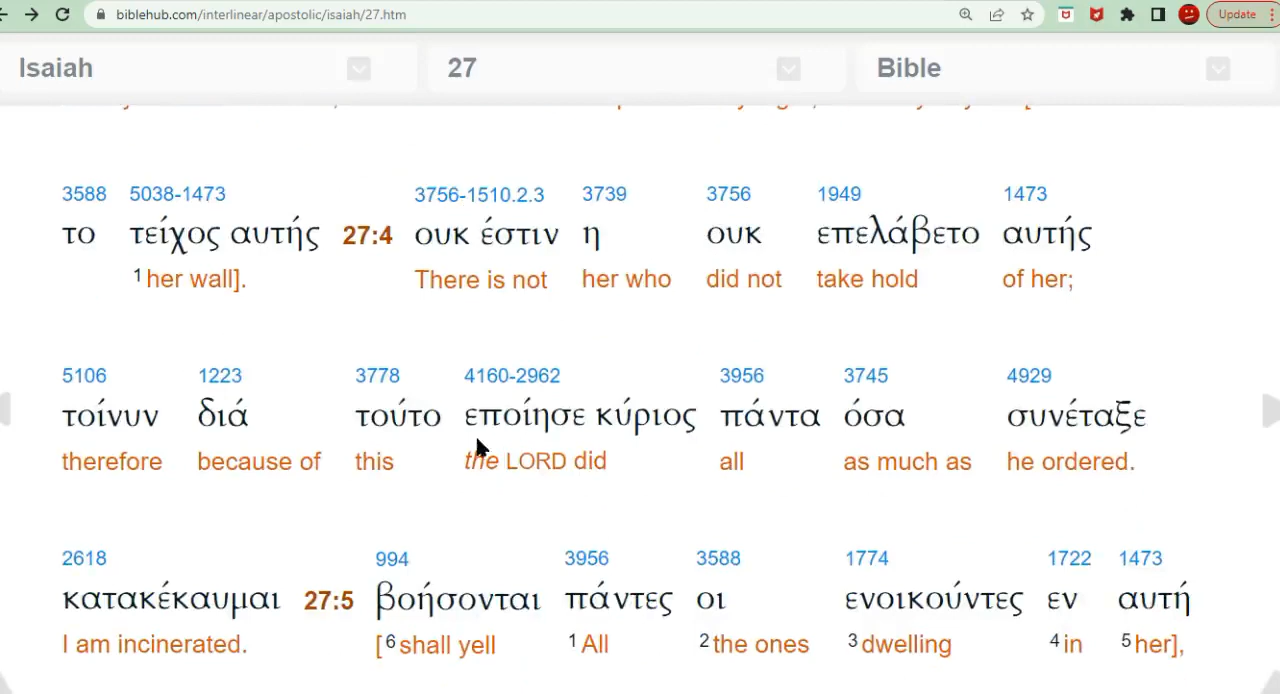 biblehub.com/interlinear/apostolic/isaiah/27.htm Update
Isaiah 27 Bible
3588 5038-1473 3756-1510.2.3 3739 3756 1949 1473
το τείχος αυτής 27:4 ουκ έστιν η ουκ επελάβετο αυτής
1 her wall]. There is not her who did not take hold of her;
5106 1223 3778 4160-2962 3956 3745 4929
τοίνυν διά τούτο εποίησε κύριος πάντα όσα συνέταξε
therefore because of this the LORD did all as much as he ordered.
2618 994 3956 3588 1774 1722 1473
κατακέκαυμαι 27:5 βοήσονται πάντες οι ενοικούντες εν αυτή
I am incinerated. [6 shall yell 1 All 2 the ones 3 dwelling 4 in 5 her],